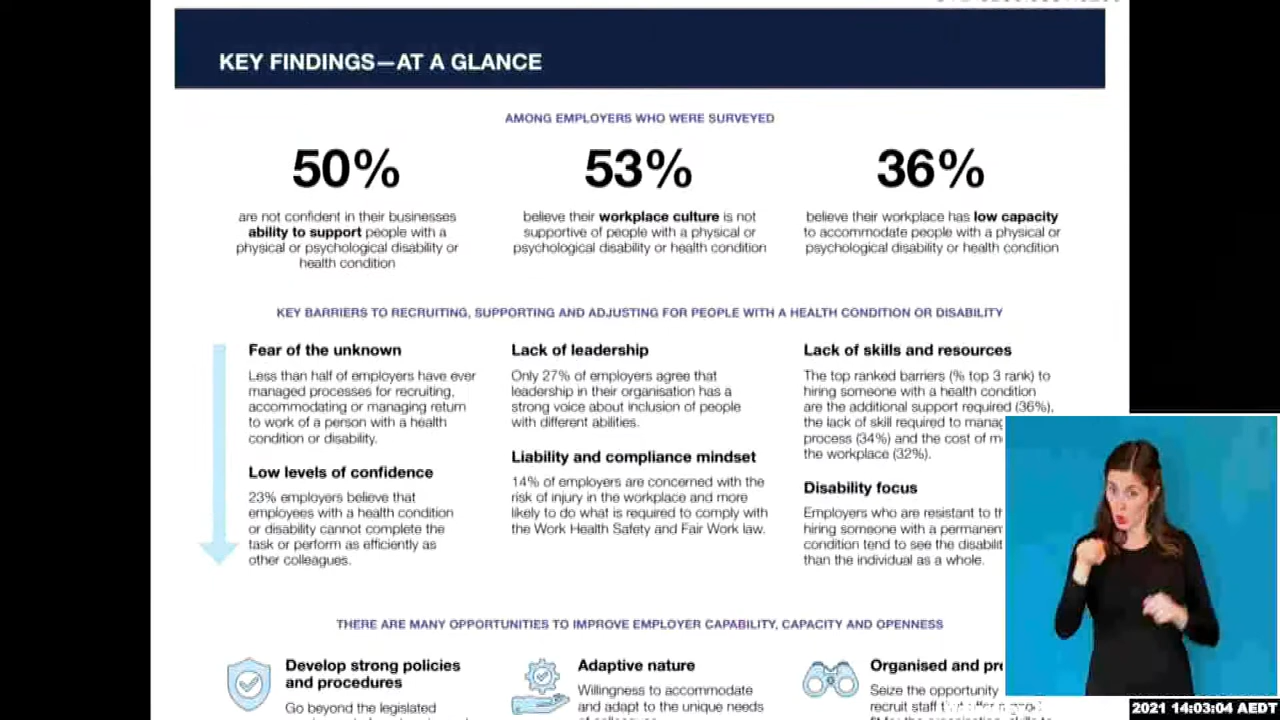 KEY FINDINGS—AT A GLANCE
AMONG EMPLOYERS WHO WERE SURVEYED
50%
are not confident in their businesses
ability to support people with a
physical or psychological disability or
health condition
53%
believe their workplace culture is not
supportive of people with a physical or
psychological disability or health condition
36%
believe their workplace has low capacity
to accommodate people with a physical or
psychological disability or health condition
KEY BARRIERS TO RECRUITING, SUPPORTING AND ADJUSTING FOR PEOPLE WITH A HEALTH CONDITION OR DISABILITY
Fear of the unknown
Less than half of employers have ever
managed processes for recruiting,
accommodating or managing return
to work of a person with a health
condition or disability.
Low levels of confidence
23% employers believe that
employees with a health condition
or disability cannot complete the
task or perform as efficiently as
other colleagues.
Lack of leadership
Only 27% of employers agree that
leadership in their organisation has a
strong voice about inclusion of people
with different abilities.
Liability and compliance mindset
14% of employers are concerned with the
risk of injury in the workplace and more
likely to do what is required to comply with
the Work Health Safety and Fair Work law.
Lack of skills and resources
The top ranked barriers (% top 3 rank) to
hiring someone with a health condition
are the additional support required (36%),
the lack of skill required to manag
process (34%) and the cost of m
the workplace (32%).
Disability focus
Employers who are resistant to th
hiring someone with a permanen
condition tend to see the disabilit
than the individual as a whole.
THERE ARE MANY OPPORTUNITIES TO IMPROVE EMPLOYER CAPABILITY, CAPACITY AND OPENNESS
Develop strong policies
and procedures
Go beyond the legislated
Adaptive nature
Willingness to accommodate
and adapt to the unique needs
Organised and pr
Seize the opportunity
recruit staff
2021 14:03:04 AEDT